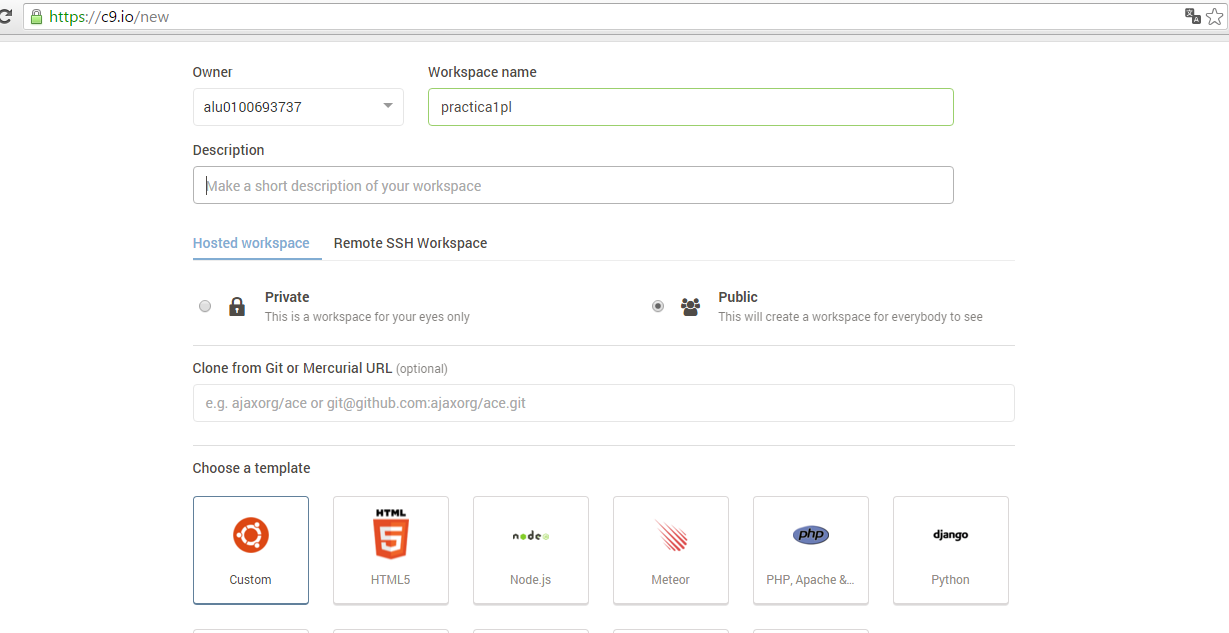 https://c9.io/new
Owner
Workspace name
alu0100693737
practica1pl
Description
Make a short description of your workspace
Hosted workspace
Remote SSH Workspace
Private
This is a workspace for your eyes only
Public
This will create a workspace for everybody to see
Clone from Git or Mercurial URL (optional)
e.g. ajaxorg/ace or git@github.com:ajaxorg/ace.git
Choose a template
Custom
HTML
5
HTML5
node
Node.js
Meteor
php
PHP, Apache &...
django
Python